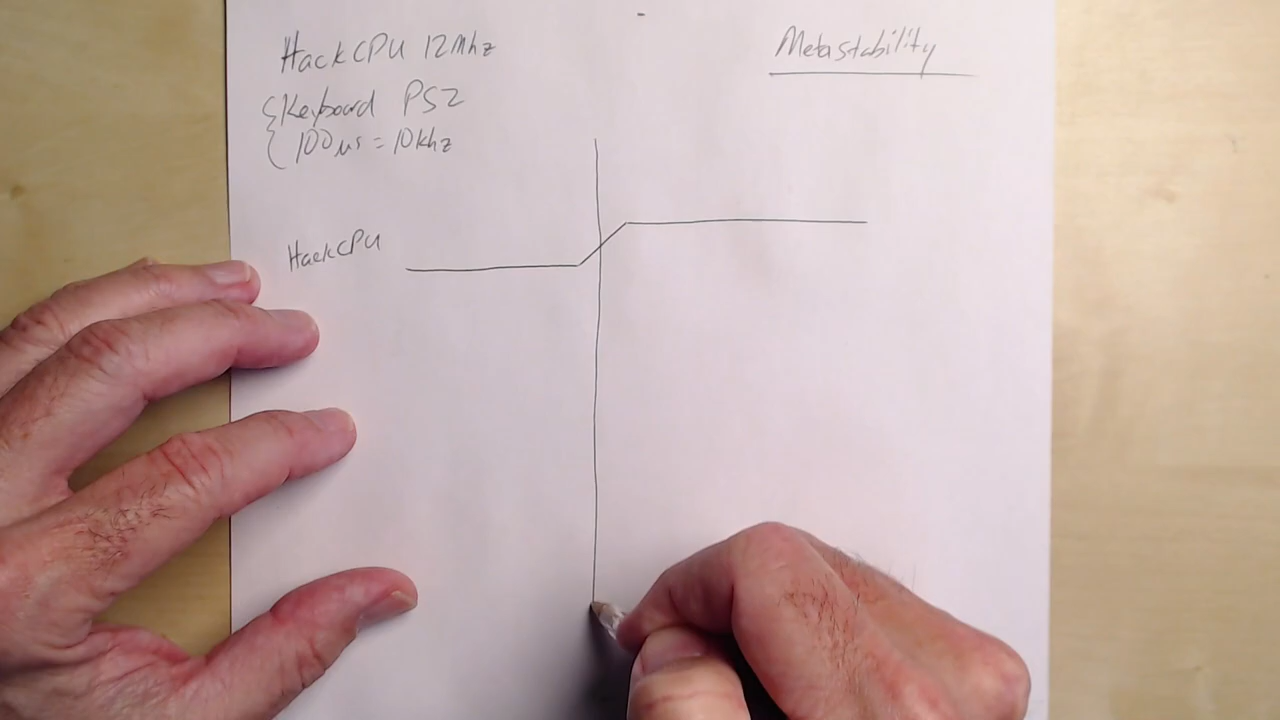 HackCPU 12Mhz
Metastability
Keyboard PS2
100µs = 10khz
HackCPU